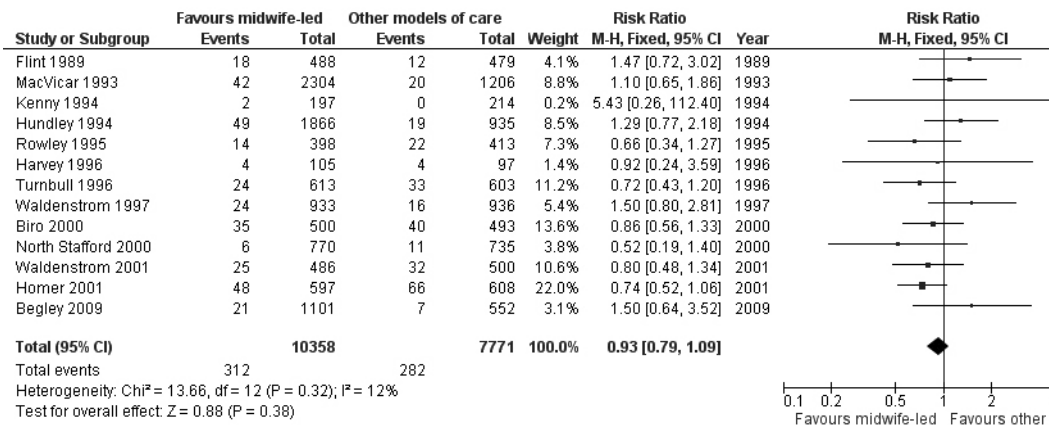 Favours midwife-led Other models of care Risk Ratio Risk Ratio
Study or Subgroup Events Total Events Total Weight M-H, Fixed, 95% CI Year M-H, Fixed, 95% CI
Flint 1989 18 488 12 479 4.1% 1.47 [0.72, 3.02] 1989
MacVicar 1993 42 2304 20 1206 8.8% 1.10 [0.65, 1.86] 1993
Kenny 1994 2 197 0 214 0.2% 5.43 [0.26, 112.40] 1994
Hundley 1994 49 1866 19 935 8.5% 1.29 [0.77, 2.18] 1994
Rowley 1995 14 398 22 413 7.3% 0.66 [0.34, 1.27] 1995
Harvey 1996 4 105 4 97 1.4% 0.92 [0.24, 3.59] 1996
Turnbull 1996 24 613 33 603 11.2% 0.72 [0.43, 1.20] 1996
Waldenstrom 1997 24 933 16 936 5.4% 1.50 [0.80, 2.81] 1997
Biro 2000 35 500 40 493 13.6% 0.86 [0.56, 1.33] 2000
North Stafford 2000 6 770 11 735 3.8% 0.52 [0.19, 1.40] 2000
Waldenstrom 2001 25 486 32 500 10.6% 0.80 [0.48, 1.34] 2001
Homer 2001 48 597 66 608 22.0% 0.74 [0.52, 1.06] 2001
Begley 2009 21 1101 7 552 3.1% 1.50 [0.64, 3.52] 2009
Total (95% CI) 10358 7771 100.0% 0.93 [0.79, 1.09]
Total events 312 282
Heterogeneity: Chi² = 13.66, df = 12 (P = 0.32); I² = 12%
Test for overall effect: Z = 0.88 (P = 0.38)
0.1 0.2 0.5 1 2
Favours midwife-led Favours other